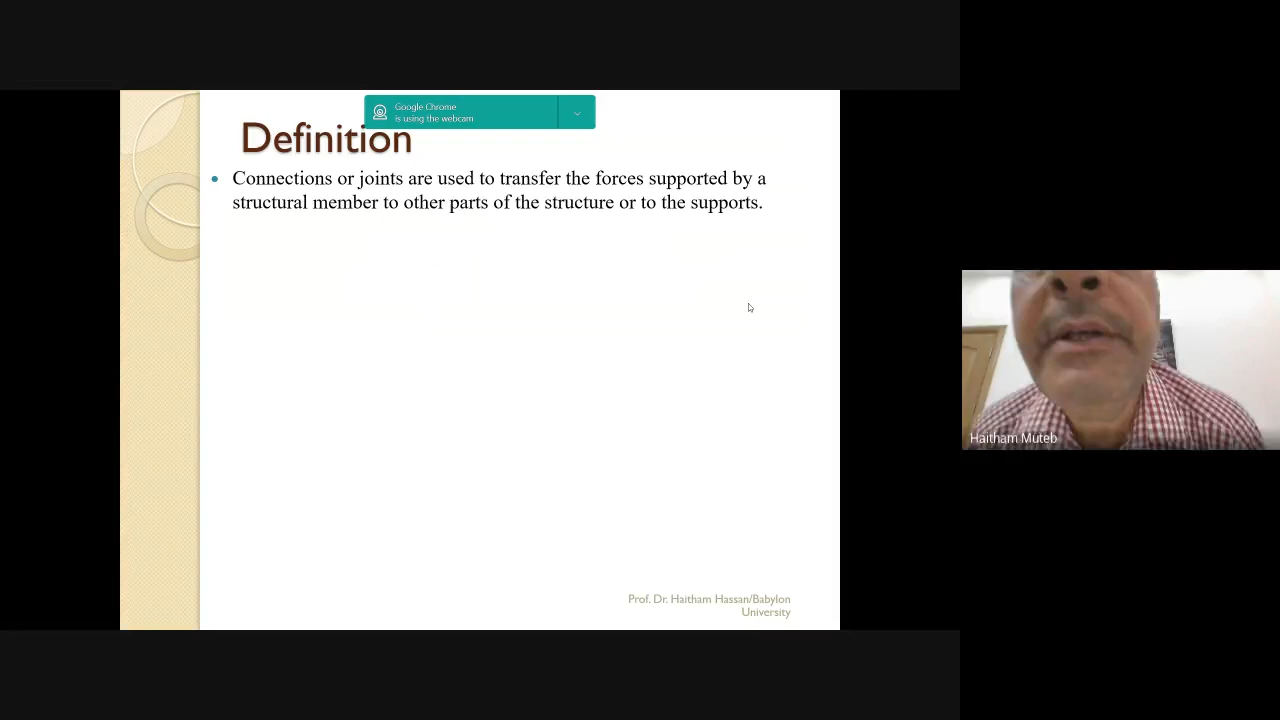 Google Chrome
is using the webcam
Definition
• Connections or joints are used to transfer the forces supported by a
structural member to other parts of the structure or to the supports.
Haitham Muteb
Prof. Dr. Haitham Hassan/Babylon
University